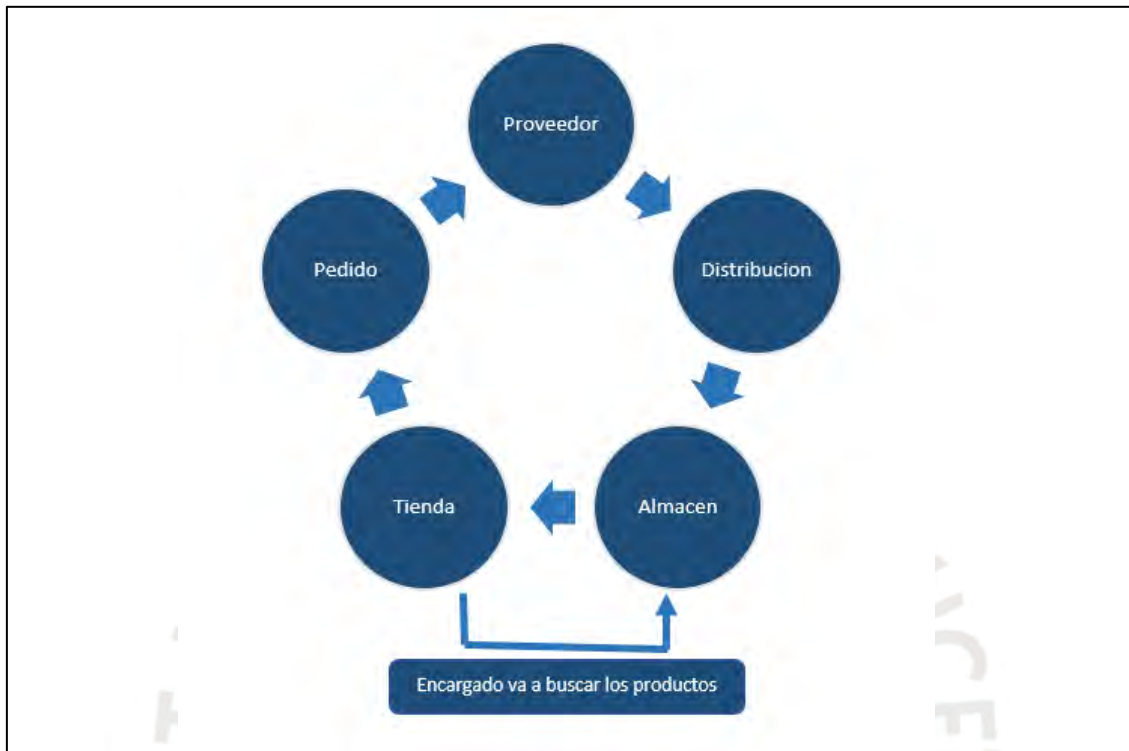 Proveedor
Pedido
Distribucion
Tienda
Almacen
Encargado va a buscar los productos